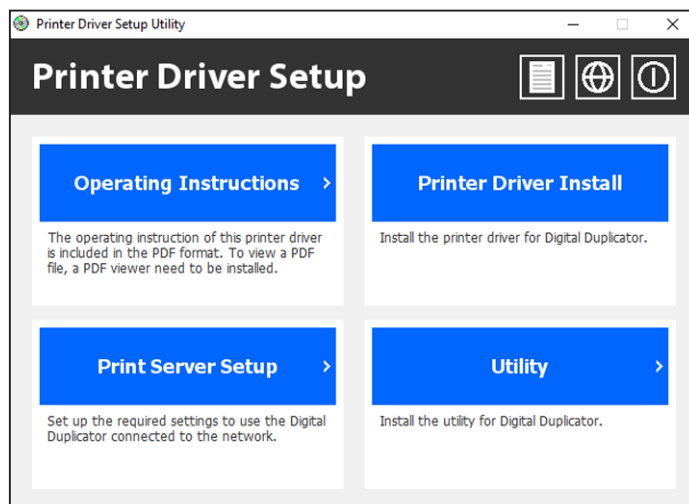 Printer Driver Setup Utility
Printer Driver Setup
Operating Instructions
The operating instruction of this printer driver
is included in the PDF format. To view a PDF
file, a PDF viewer need to be installed.
Printer Driver Install
Install the printer driver for Digital Duplicator.
Print Server Setup
Set up the required settings to use the Digital
Duplicator connected to the network.
Utility
Install the utility for Digital Duplicator.